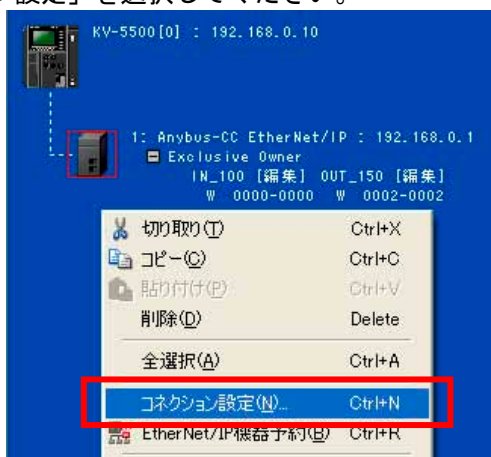 設定」を選択してください。
KV-5500[0] : 192.168.0.10
1: Anybus-CC EtherNet/IP : 192.168.0.1
Exclusive Owner
IN_100 [編集] OUT_150 [編集]
W 0000-0000 W 0002-0002
切り取り(T) Ctrl+X
コピー(C) Ctrl+C
貼り付け(P) Ctrl+V
削除(D) Delete
全選択(A) Ctrl+A
コネクション設定(N)... Ctrl+N
EtherNet/IP機器予約(B) Ctrl+R